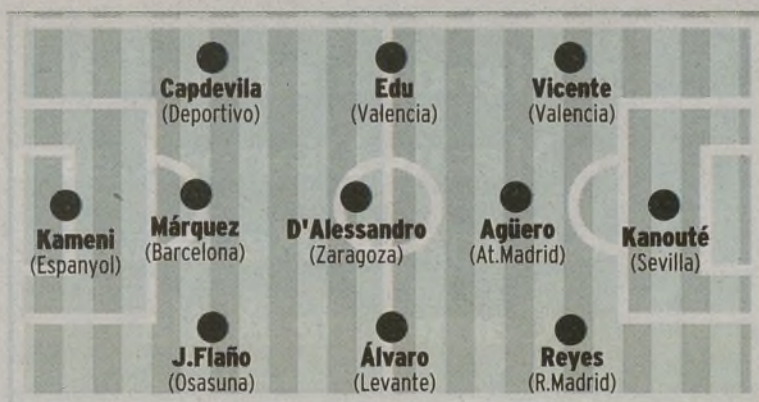 Capdevila
(Deportivo)
Edu
(Valencia)
Vicente
(Valencia)
Kameni
(Espanyol)
Márquez
(Barcelona)
D'Alessandro
(Zaragoza)
Agüero
(At.Madrid)
Kanouté
(Sevilla)
J.Flaño
(Osasuna)
Álvaro
(Levante)
Reyes
(R.Madrid)